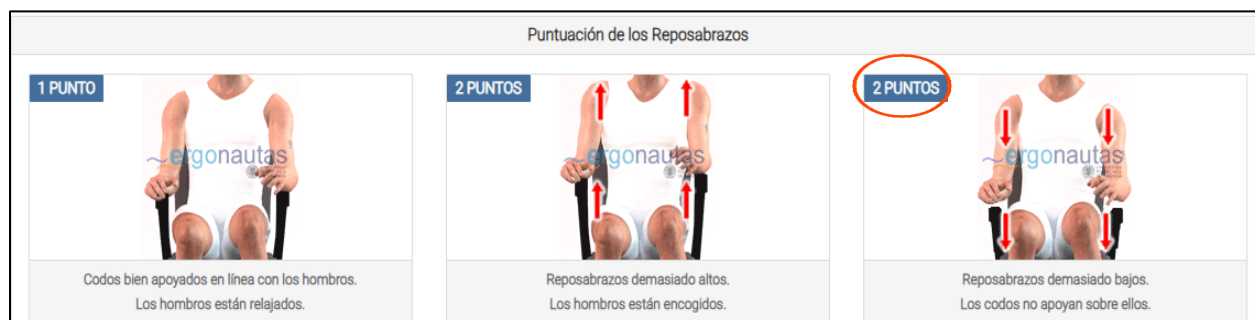 Puntuación de los Reposabrazos
1 PUNTO
ergonautas
Codos bien apoyados en línea con los hombros.
Los hombros están relajados.
2 PUNTOS
ergonautas
Reposabrazos demasiado altos.
Los hombros están encogidos.
2 PUNTOS
ergonautas
Reposabrazos demasiado bajos.
Los codos no apoyan sobre ellos.